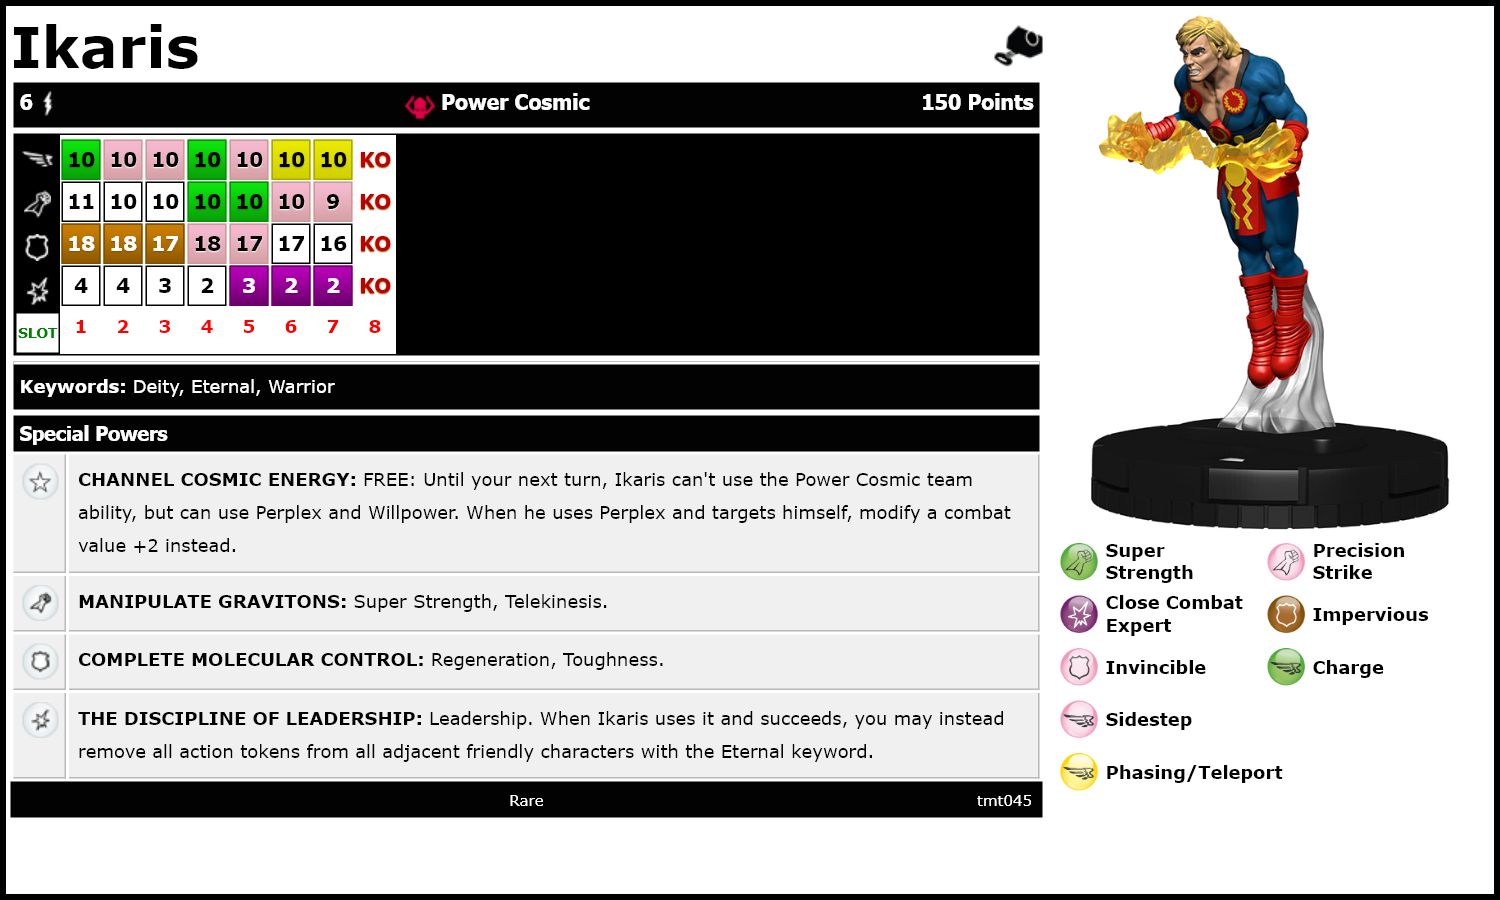 Ikaris
6 Power Cosmic 150 Points
10 10 10 10 10 10 10 KO
11 10 10 10 10 10 9 KO
18 18 17 18 17 17 16 KO
4 4 3 2 3 2 2 KO
SLOT 1 2 3 4 5 6 7 8
Keywords: Deity, Eternal, Warrior
Special Powers
CHANNEL COSMIC ENERGY: FREE: Until your next turn, Ikaris can't use the Power Cosmic team
ability, but can use Perplex and Willpower. When he uses Perplex and targets himself, modify a combat
value +2 instead.
MANIPULATE GRAVITONS: Super Strength, Telekinesis.
COMPLETE MOLECULAR CONTROL: Regeneration, Toughness.
THE DISCIPLINE OF LEADERSHIP: Leadership. When Ikaris uses it and succeeds, you may instead
remove all action tokens from all adjacent friendly characters with the Eternal keyword.
Rare tmt045
Super
Strength
Precision
Strike
Close Combat
Expert
Impervious
Invincible
Charge
Sidestep
Phasing/Teleport